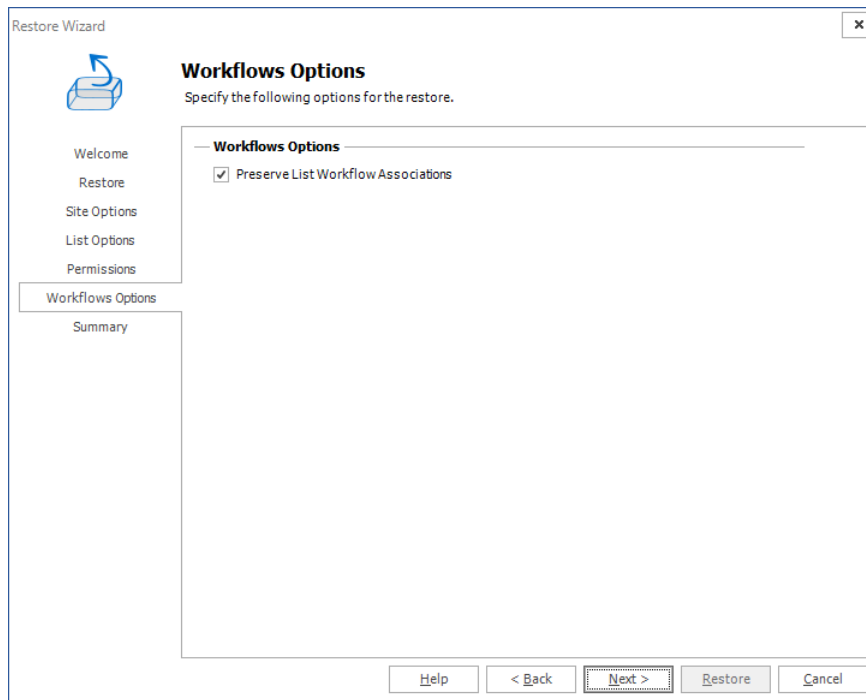 Restore Wizard
Workflows Options
Specify the following options for the restore.
Welcome
Restore
Site Options
List Options
Permissions
Workflows Options
Summary
Workflows Options
Preserve List Workflow Associations
Help
< Back
Next >
Restore
Cancel